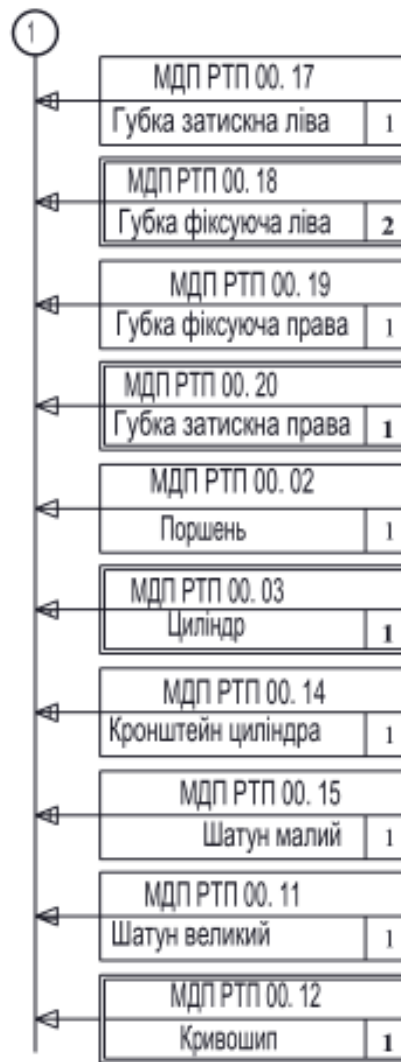 1
МДП РТП 00. 17
Губка затискна ліва 1
МДП РТП 00. 18
Губка фіксуюча ліва 2
МДП РТП 00. 19
Губка фіксуюча права 1
МДП РТП 00. 20
Губка затискна права 1
МДП РТП 00. 02
Поршень 1
МДП РТП 00. 03
Циліндр 1
МДП РТП 00. 14
Кронштейн циліндра 1
МДП РТП 00. 15
Шатун малий 1
МДП РТП 00. 11
Шатун великий 1
МДП РТП 00. 12
Кривошип 1